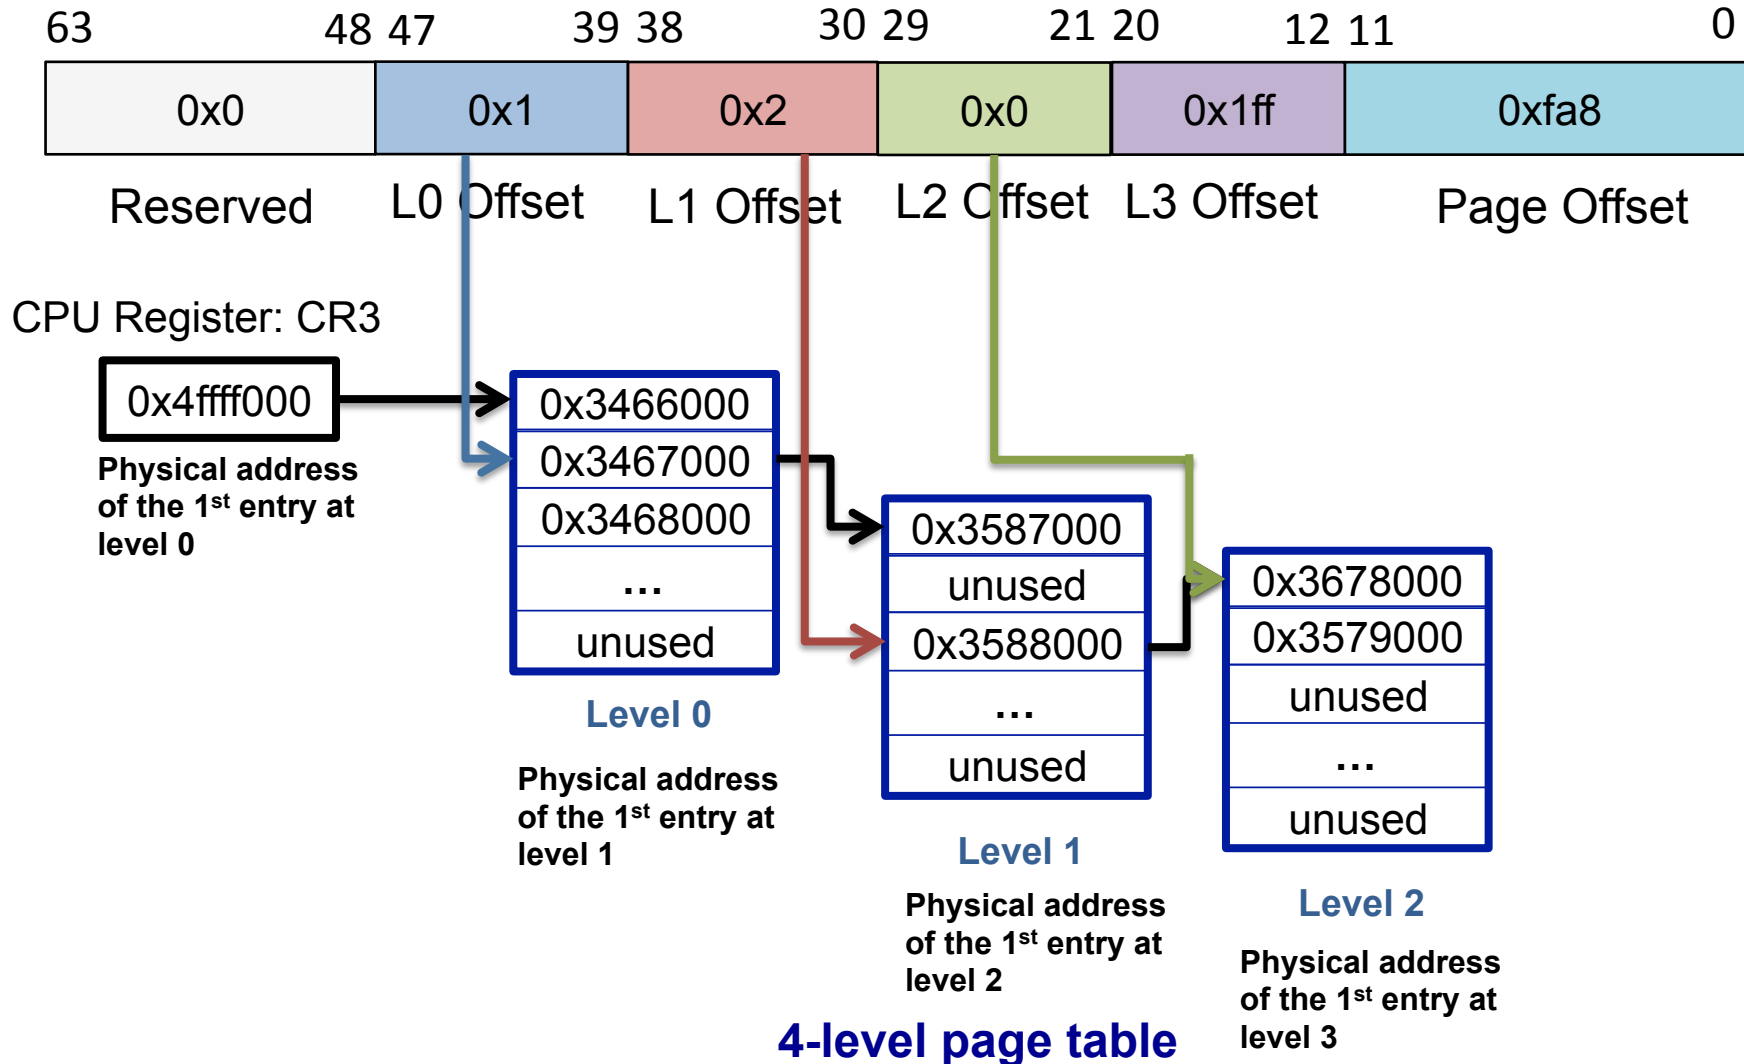 63 48 47 39 38 30 29 21 20 12 11 0
0x0 0x1 0x2 0x0 0x1ff 0xfa8
Reserved L0 Offset L1 Offset L2 Offset L3 Offset Page Offset
CPU Register: CR3
0x4ffff000
Physical address
of the 1st entry at
level 0
0x3466000
0x3467000
0x3468000
...
unused
Level 0
Physical address
of the 1st entry at
level 1
0x3587000
unused
0x3588000
...
unused
Level 1
Physical address
of the 1st entry at
level 2
0x3678000
0x3579000
unused
...
unused
Level 2
Physical address
of the 1st entry at
level 3
4-level page table